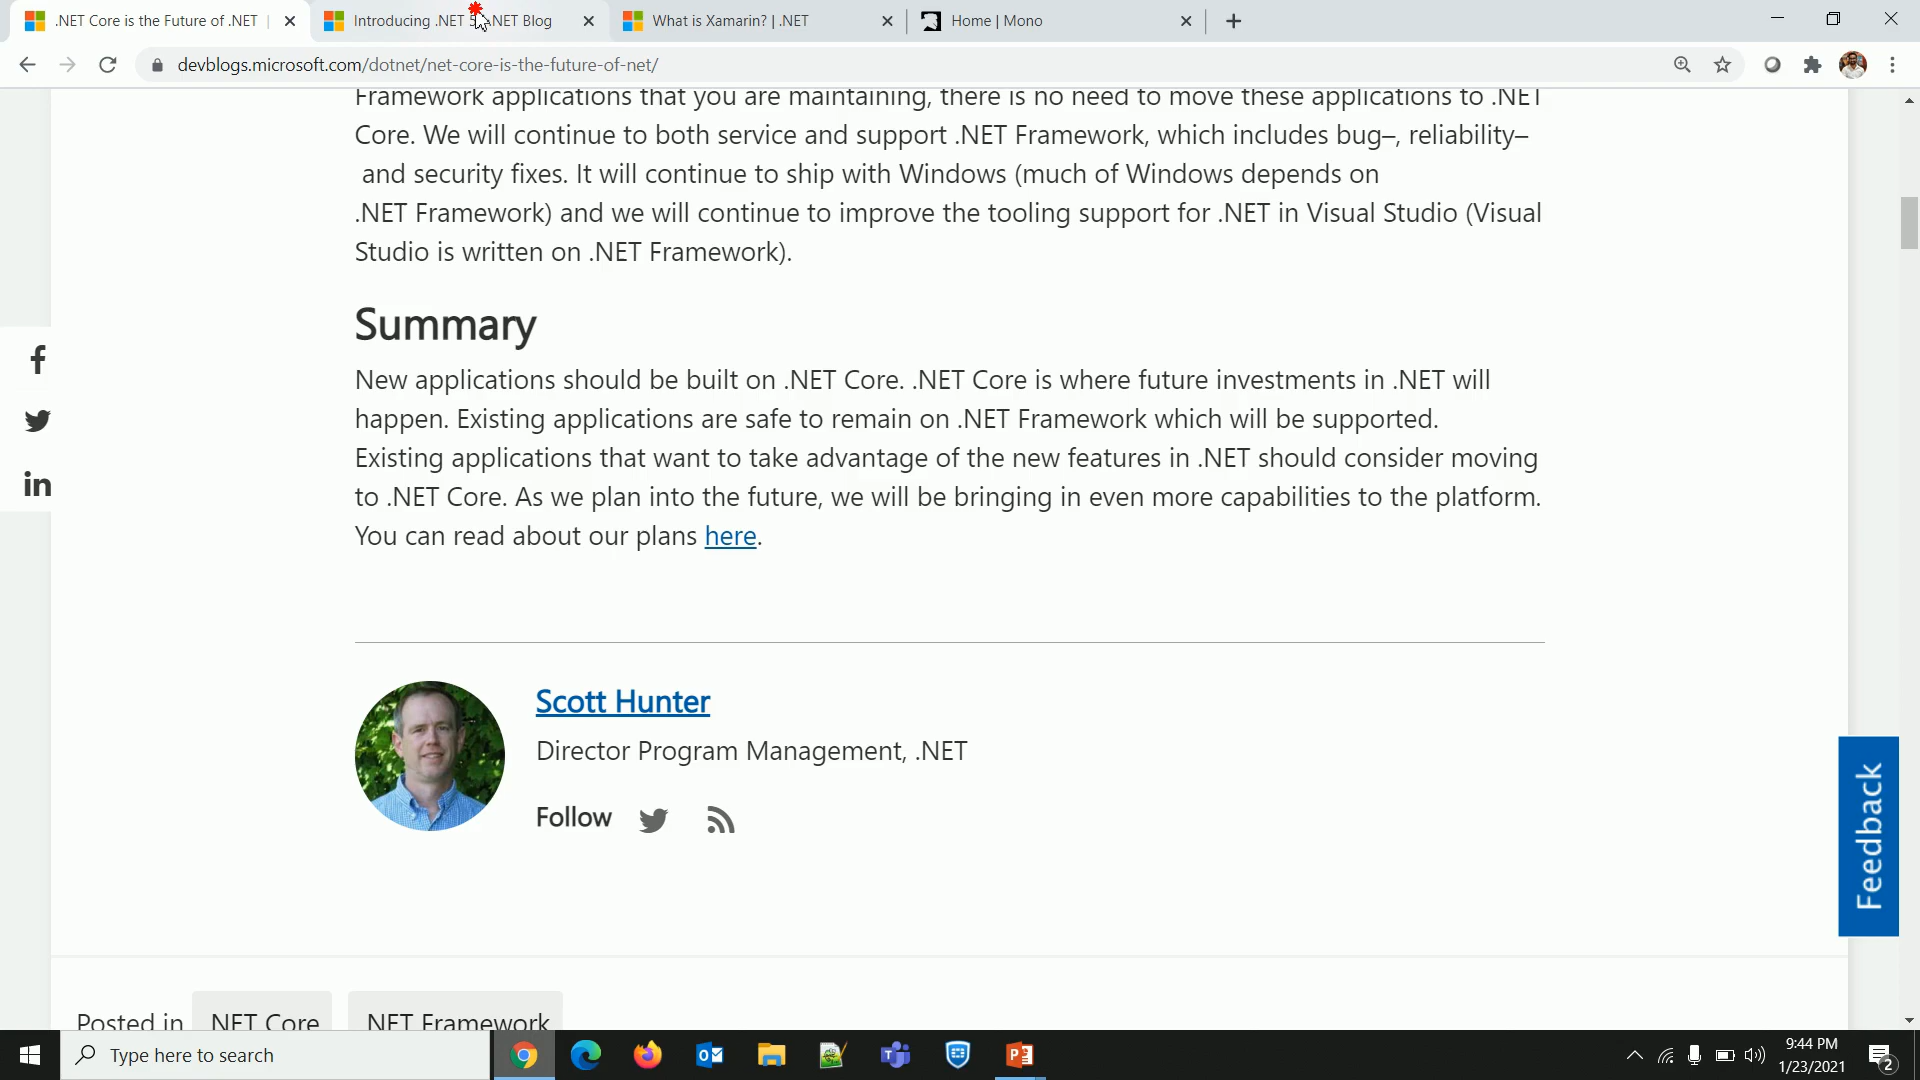 .NET Core is the Future of .NET
Introducing .NET 5 .NET Blog
What is Xamarin? | .NET
Home | Mono
devblogs.microsoft.com/dotnet/net-core-is-the-future-of-net/
Framework applications that you are maintaining, there is no need to move these applications to .NET
Core. We will continue to both service and support .NET Framework, which includes bug–, reliability–
and security fixes. It will continue to ship with Windows (much of Windows depends on
.NET Framework) and we will continue to improve the tooling support for .NET in Visual Studio (Visual
Studio is written on .NET Framework).
Summary
New applications should be built on .NET Core. .NET Core is where future investments in .NET will
happen. Existing applications are safe to remain on .NET Framework which will be supported.
Existing applications that want to take advantage of the new features in .NET should consider moving
to .NET Core. As we plan into the future, we will be bringing in even more capabilities to the platform.
You can read about our plans here.
Scott Hunter
Director Program Management, .NET
Follow
Feedback
Posted in .NET Core .NET Framework
Type here to search
9:44 PM
1/23/2021
2